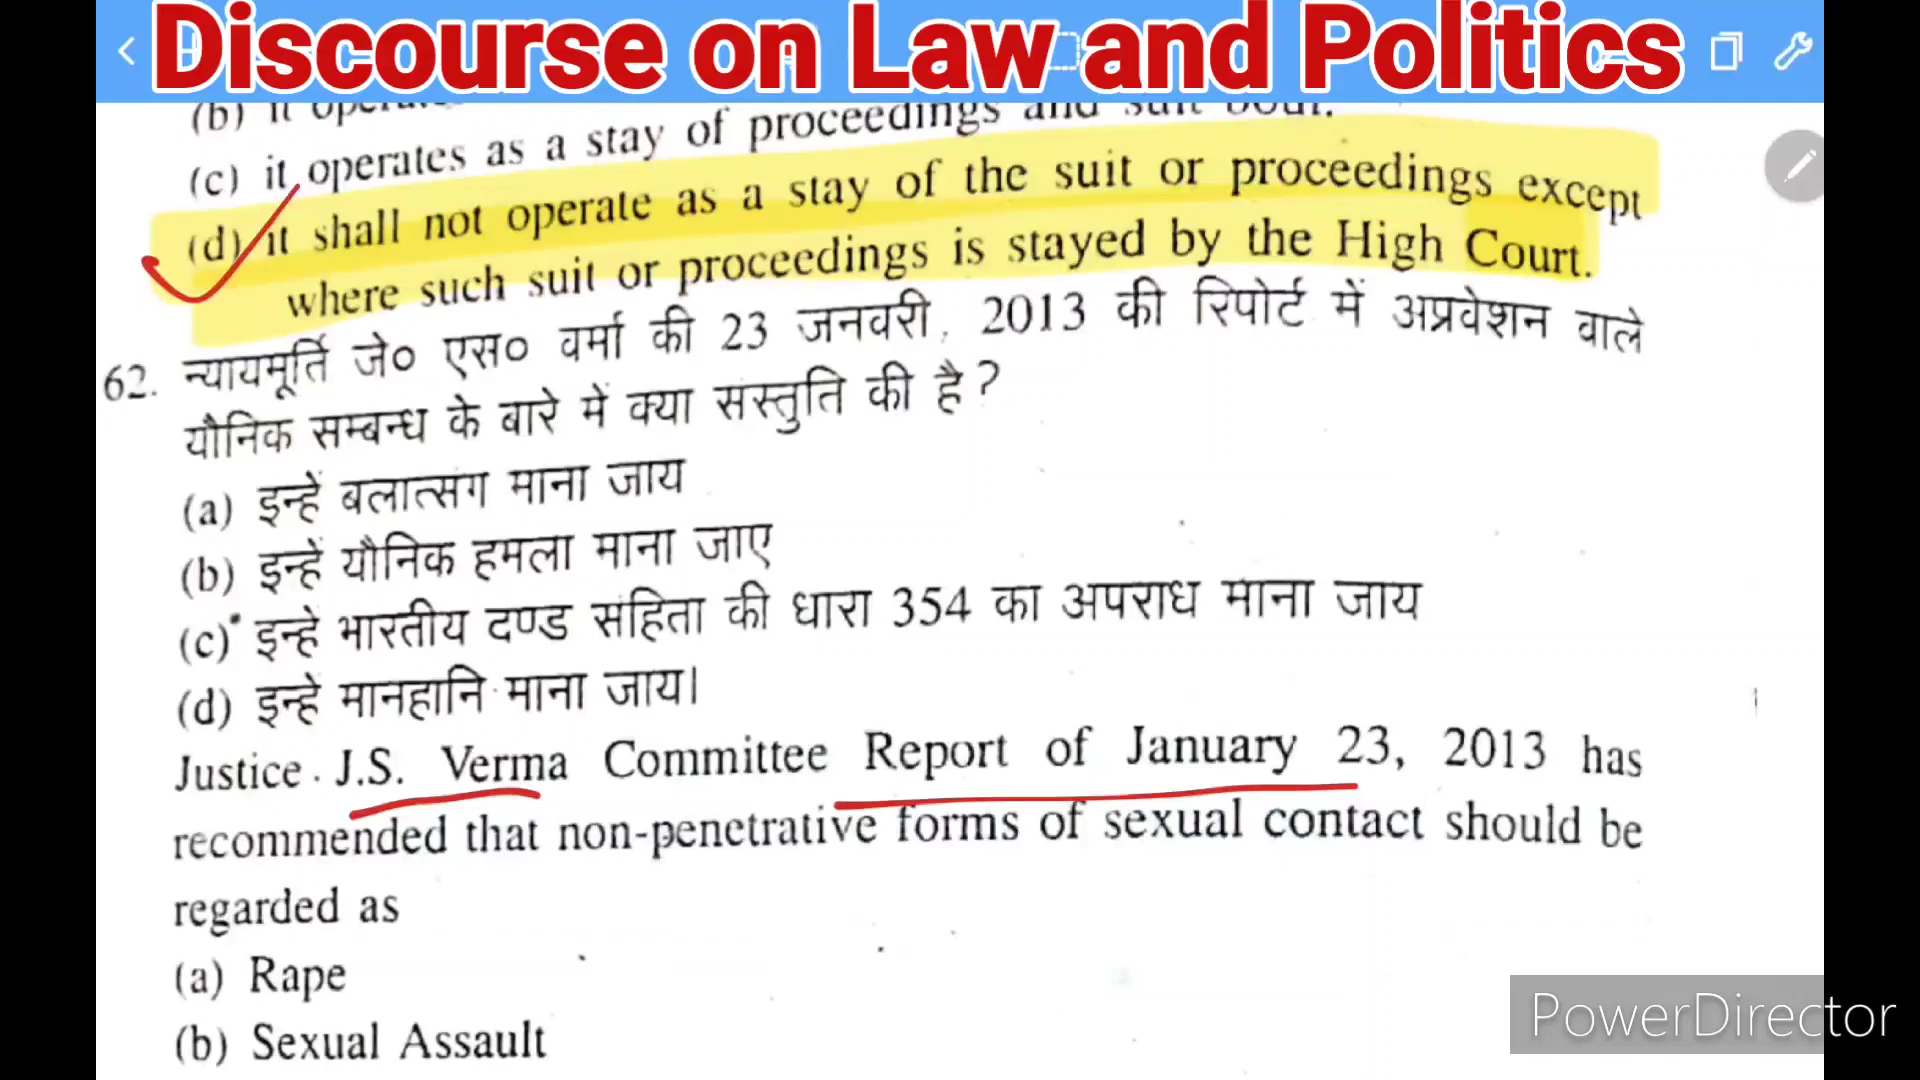 Discourse on Law and Politics
(b) it
(c) it operates as a stay of proceedings and suit both.
(d) it shall not operate as a stay of the suit or proceedings except
where such suit or proceedings is stayed by the High Court.
62. न्यायमूर्ति जे० एस० वर्मा की 23 जनवरी, 2013 की रिपोर्ट में अप्रवेशन वाले
यौनिक सम्बन्ध के बारे में क्या संस्तुति की है?
(a) इन्हें बलात्संग माना जाय
(b) इन्हें यौनिक हमला माना जाए
(c) इन्हे भारतीय दण्ड संहिता की धारा 354 का अपराध माना जाय
(d) इन्हे मानहानि माना जाय।
Justice J.S. Verma Committee Report of January 23, 2013 has
recommended that non-penetrative forms of sexual contact should be
regarded as
(a) Rape
(b) Sexual Assault
PowerDirector